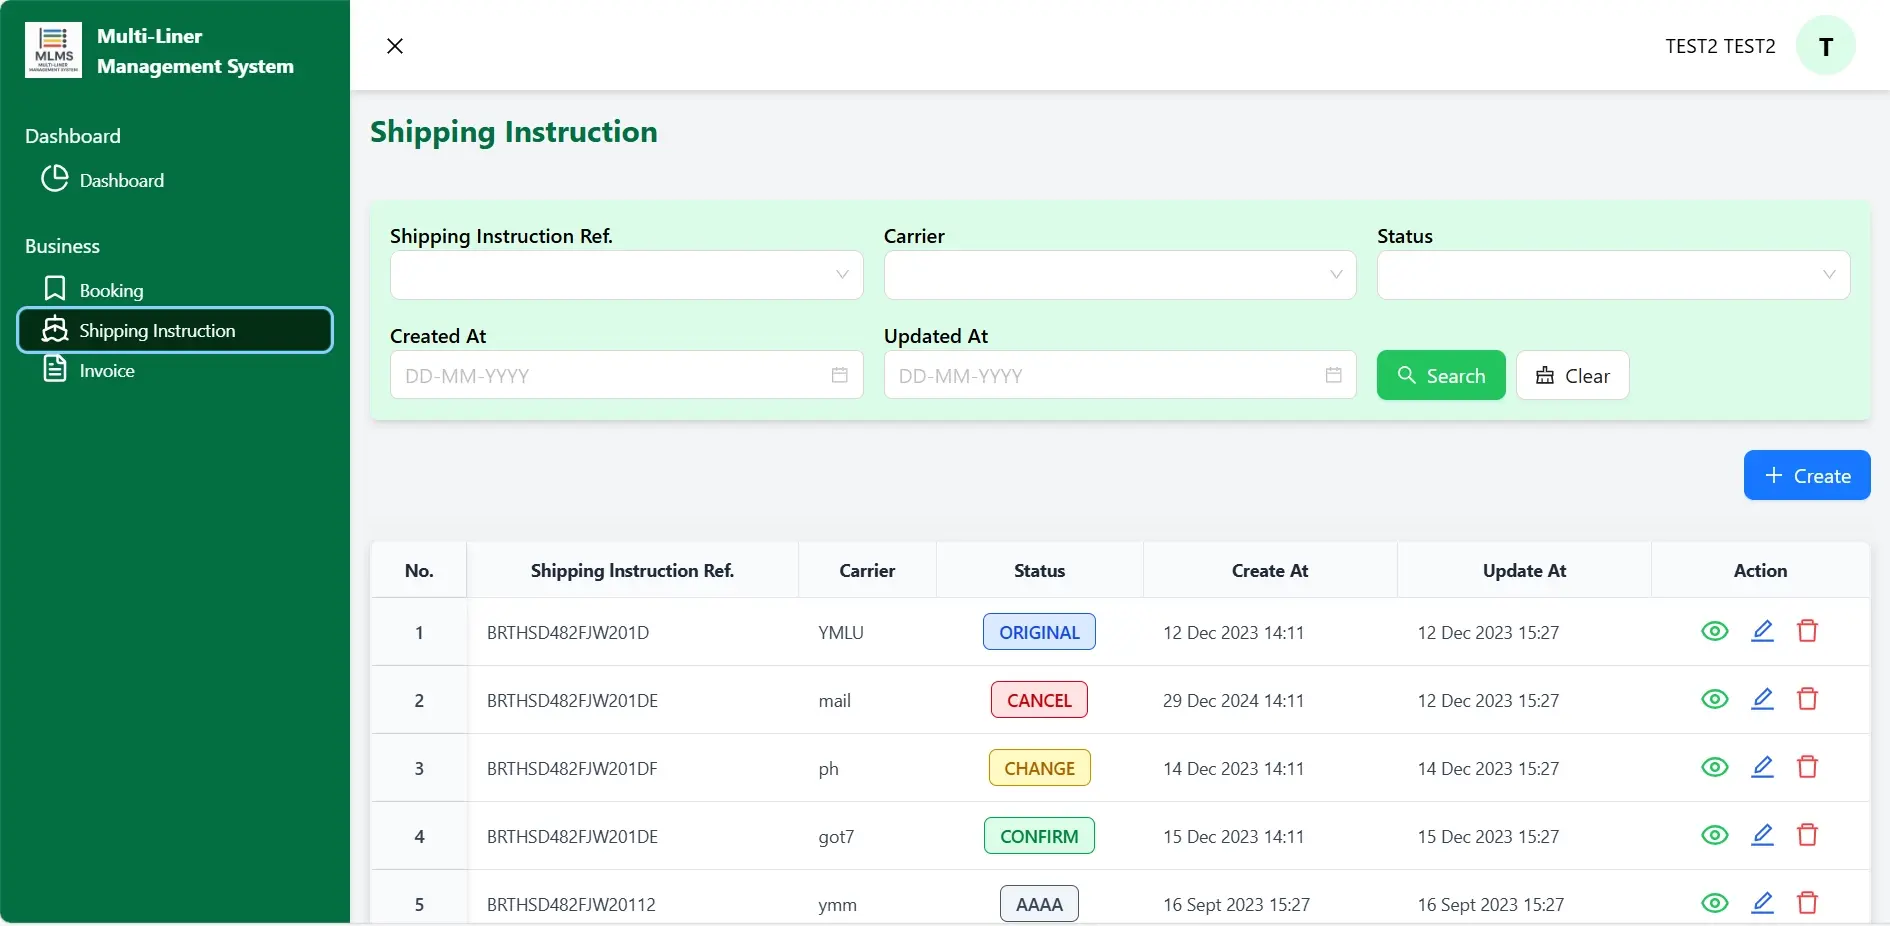 MLMS
MULTI-LINER
MANAGEMENT SYSTEM
Multi-Liner
Management System
TEST2 TEST2
T
Dashboard
Dashboard
Business
Booking
Shipping Instruction
Invoice
Shipping Instruction
Shipping Instruction Ref.
Carrier
Status
Created At
Updated At
DD-MM-YYYY
DD-MM-YYYY
Search
Clear
Create
No. Shipping Instruction Ref. Carrier Status Create At Update At Action
1 BRTHSD482FJW201D YMLU ORIGINAL 12 Dec 2023 14:11 12 Dec 2023 15:27
2 BRTHSD482FJW201DE mail CANCEL 29 Dec 2024 14:11 12 Dec 2023 15:27
3 BRTHSD482FJW201DF ph CHANGE 14 Dec 2023 14:11 14 Dec 2023 15:27
4 BRTHSD482FJW201DE got7 CONFIRM 15 Dec 2023 14:11 15 Dec 2023 15:27
5 BRTHSD482FJW20112 ymm AAAA 16 Sept 2023 15:27 16 Sept 2023 15:27